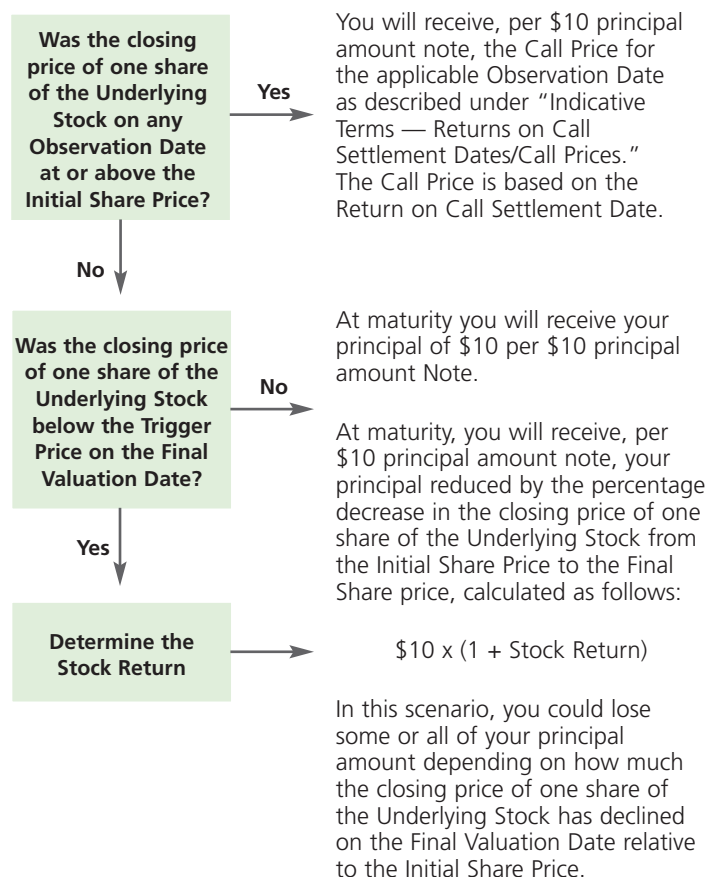 Was the closing
price of one share
of the Underlying
Stock on any
Observation Date
at or above the
Initial Share Price?
Yes
You will receive, per $10 principal
amount note, the Call Price for
the applicable Observation Date
as described under “Indicative
Terms — Returns on Call
Settlement Dates/Call Prices.”
The Call Price is based on the
Return on Call Settlement Date.
No
Was the closing price
of one share of the
Underlying Stock
below the Trigger
Price on the Final
Valuation Date?
No
At maturity you will receive your
principal of $10 per $10 principal
amount Note.
At maturity, you will receive, per
$10 principal amount note, your
principal reduced by the percentage
decrease in the closing price of one
share of the Underlying Stock from
the Initial Share Price to the Final
Share price, calculated as follows:
Yes
Determine the
Stock Return
$10 x (1 + Stock Return)
In this scenario, you could lose
some or all of your principal
amount depending on how much
the closing price of one share of
the Underlying Stock has declined
on the Final Valuation Date relative
to the Initial Share Price.